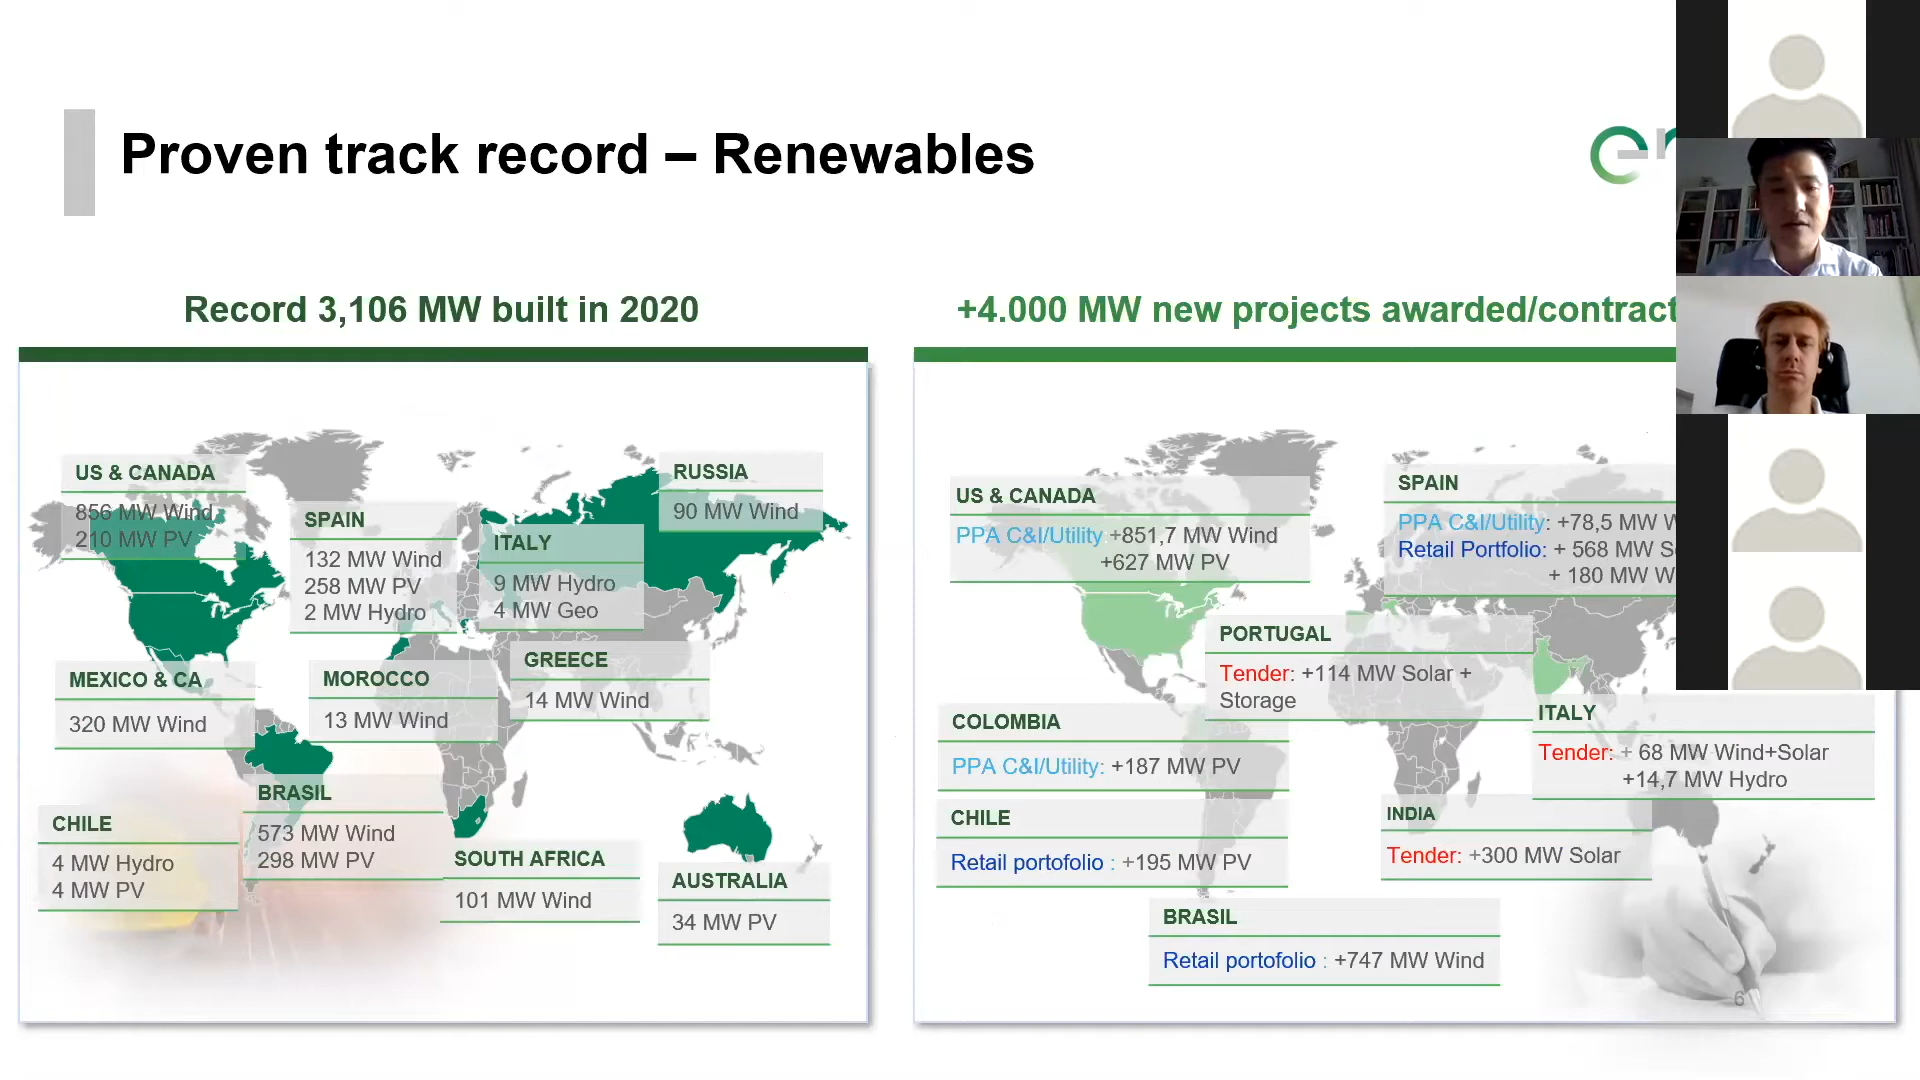 Proven track record – Renewables
Record 3,106 MW built in 2020
US & CANADA
856 MW Wind
210 MW PV
SPAIN
132 MW Wind
258 MW PV
2 MW Hydro
ITALY
9 MW Hydro
4 MW Geo
RUSSIA
90 MW Wind
MEXICO & CA
320 MW Wind
MOROCCO
13 MW Wind
GREECE
14 MW Wind
CHILE
4 MW Hydro
4 MW PV
BRASIL
573 MW Wind
298 MW PV
SOUTH AFRICA
101 MW Wind
AUSTRALIA
34 MW PV
+4.000 MW new projects awarded/contract
US & CANADA
PPA C&I/Utility +851,7 MW Wind
+627 MW PV
SPAIN
PPA C&I/Utility: +78,5 MW
Retail Portfolio: + 568 MW
+ 180 MW
PORTUGAL
Tender: +114 MW Solar +
Storage
COLOMBIA
PPA C&I/Utility: +187 MW PV
ITALY
Tender: + 68 MW Wind+Solar
+14,7 MW Hydro
CHILE
Retail portofolio : +195 MW PV
INDIA
Tender: +300 MW Solar
BRASIL
Retail portofolio : +747 MW Wind
6